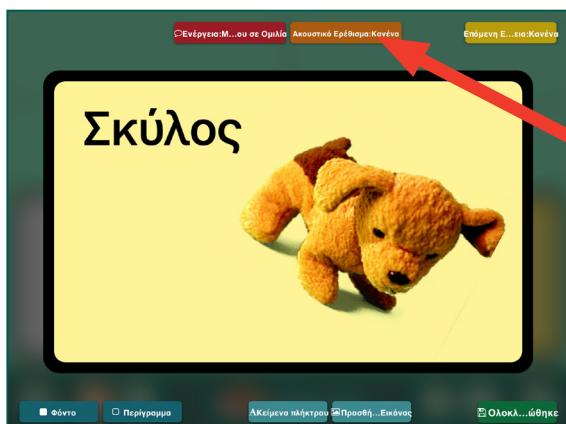 Ενέργεια:Μ...ου σε Ομιλία
Ακουστικό Ερέθισμα:Κανένα
Επόμενη Ε...εια:Κανένα
Σκύλος
Φόντο
Περίγραμμα
Κείμενο πλήκτρου
Προσθή...Εικόνας
Ολοκλ...ώθηκε